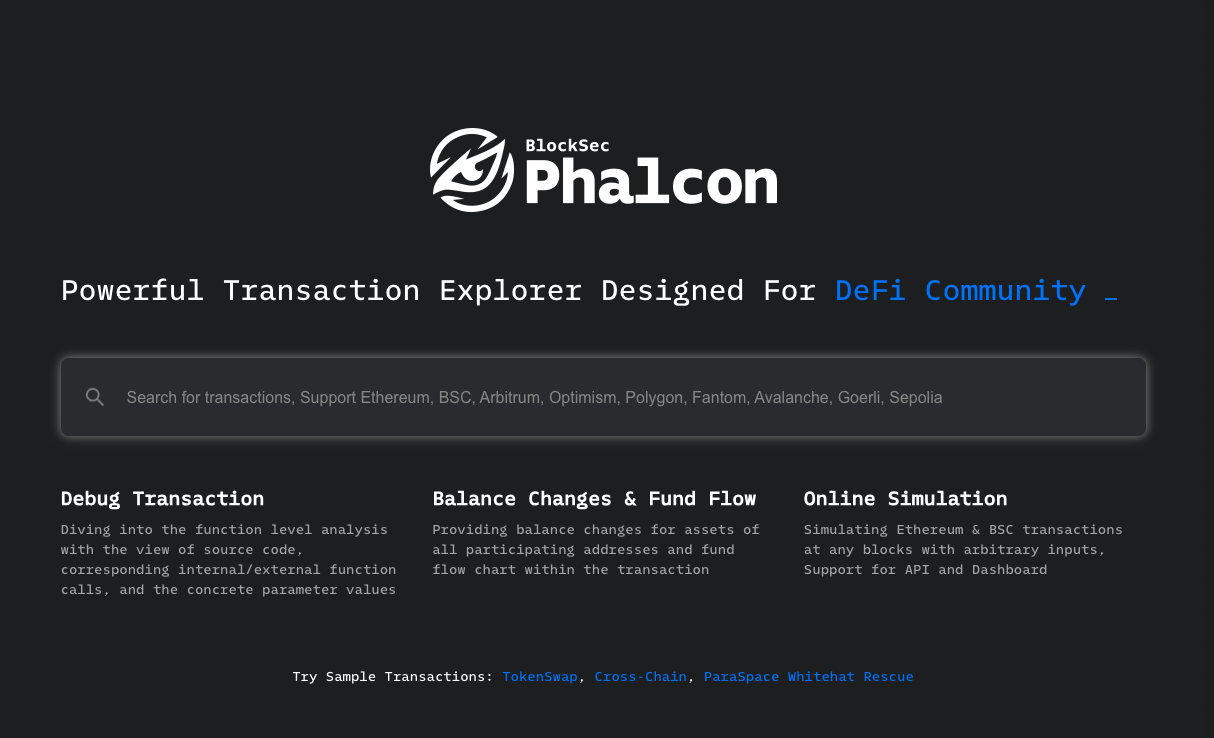 BlockSec
Phalcon
Powerful Transaction Explorer Designed For DeFi Community _
Search for transactions, Support Ethereum, BSC, Arbitrum, Optimism, Polygon, Fantom, Avalanche, Goerli, Sepolia
Debug Transaction
Diving into the function level analysis
with the view of source code,
corresponding internal/external function
calls, and the concrete parameter values
Balance Changes & Fund Flow
Providing balance changes for assets of
all participating addresses and fund
flow chart within the transaction
Online Simulation
Simulating Ethereum & BSC transactions
at any blocks with arbitrary inputs,
Support for API and Dashboard
Try Sample Transactions: TokenSwap, Cross-Chain, ParaSpace Whitehat Rescue